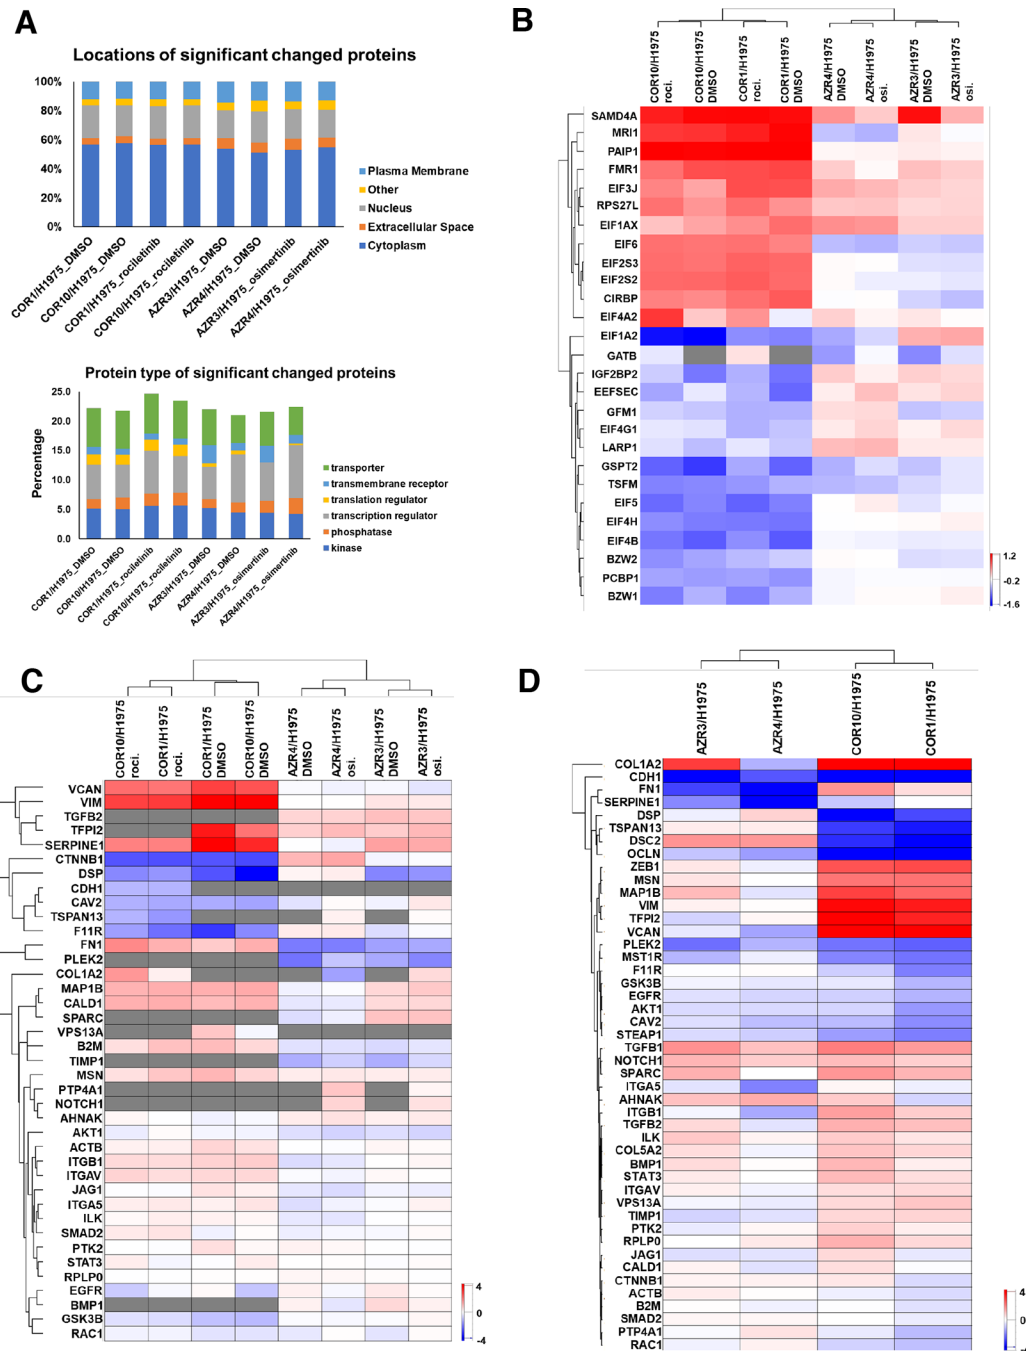 A
Locations of significant changed proteins
100%
80%
60%
40%
20%
0%
Plasma Membrane
Other
Nucleus
Extracellular Space
Cytoplasm
COR1/H1975_DMSO
COR10/H1975_DMSO
COR1/H1975_rociletinib
COR10/H1975_rociletinib
AZR3/H1975_DMSO
AZR4/H1975_DMSO
AZR3/H1975_osimertinib
AZR4/H1975_osimertinib
Protein type of significant changed proteins
Percentage
25.0
20.0
15.0
10.0
5.0
0.0
transporter
transmembrane receptor
translation regulator
transcription regulator
phosphatase
kinase
COR1/H1975_DMSO
COR10/H1975_DMSO
COR1/H1975_rociletinib
COR10/H1975_rociletinib
AZR3/H1975_DMSO
AZR4/H1975_DMSO
AZR3/H1975_osimertinib
AZR4/H1975_osimertinib
B
COR10/H1975
roci.
COR10/H1975
DMSO
COR1/H1975
roci.
COR1/H1975
DMSO
AZR4/H1975
DMSO
AZR4/H1975
osi.
AZR3/H1975
DMSO
AZR3/H1975
osi.
SAMD4A
MRI1
PAIP1
FMR1
EIF3J
RPS27L
EIF1AX
EIF6
EIF2S3
EIF2S2
CIRBP
EIF4A2
EIF1A2
GATB
IGF2BP2
EEFSEC
GFM1
EIF4G1
LARP1
GSPT2
TSFM
EIF5
EIF4H
EIF4B
BZW2
PCBP1
BZW1
1.2
-0.2
-1.6
C
COR10/H1975
roci.
COR1/H1975
roci.
COR1/H1975
DMSO
COR10/H1975
DMSO
AZR4/H1975
DMSO
AZR4/H1975
osi.
AZR3/H1975
DMSO
AZR3/H1975
osi.
VCAN
VIM
TGFB2
TFPI2
SERPINE1
CTNNB1
DSP
CDH1
CAV2
TSPAN13
F11R
FN1
PLEK2
COL1A2
MAP1B
CALD1
SPARC
VPS13A
B2M
TIMP1
MSN
PTP4A1
NOTCH1
AHNAK
AKT1
ACTB
ITGB1
ITGAV
JAG1
ITGA5
ILK
SMAD2
PTK2
STAT3
RPLP0
EGFR
BMP1
GSK3B
RAC1
4
0
-4
D
AZR3/H1975
AZR4/H1975
COR10/H1975
COR1/H1975
COL1A2
CDH1
FN1
SERPINE1
DSP
TSPAN13
DSC2
OCLN
ZEB1
MSN
MAP1B
VIM
TFPI2
VCAN
PLEK2
MST1R
F11R
GSK3B
EGFR
AKT1
CAV2
STEAP1
TGFB1
NOTCH1
SPARC
ITGA5
AHNAK
ITGB1
TGFB2
ILK
COL5A2
BMP1
STAT3
ITGAV
VPS13A
TIMP1
PTK2
RPLP0
JAG1
CALD1
CTNNB1
ACTB
B2M
SMAD2
PTP4A1
RAC1
4
0